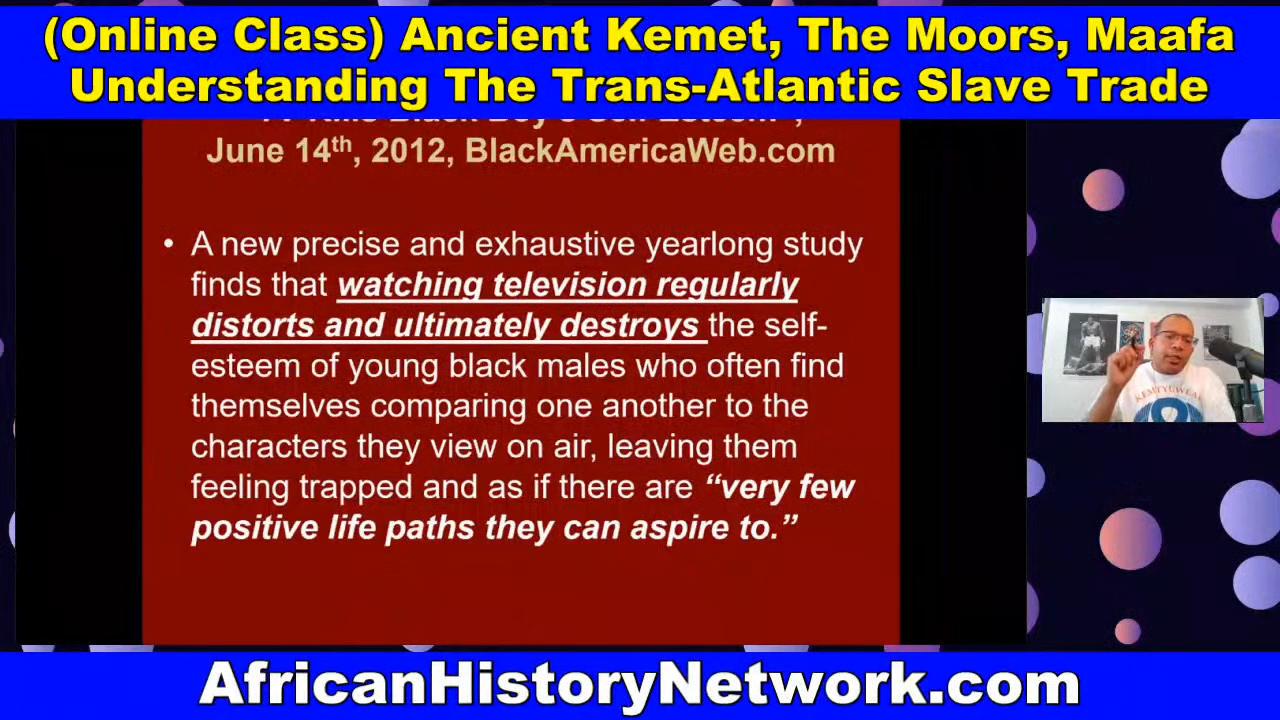 (Online Class) Ancient Kemet, The Moors, Maafa
Understanding The Trans-Atlantic Slave Trade
June 14th, 2012, BlackAmericaWeb.com
• A new precise and exhaustive yearlong study
finds that watching television regularly
distorts and ultimately destroys the self-
esteem of young black males who often find
themselves comparing one another to the
characters they view on air, leaving them
feeling trapped and as if there are “very few
positive life paths they can aspire to.”
KEMETICWEAR
AfricanHistoryNetwork.com